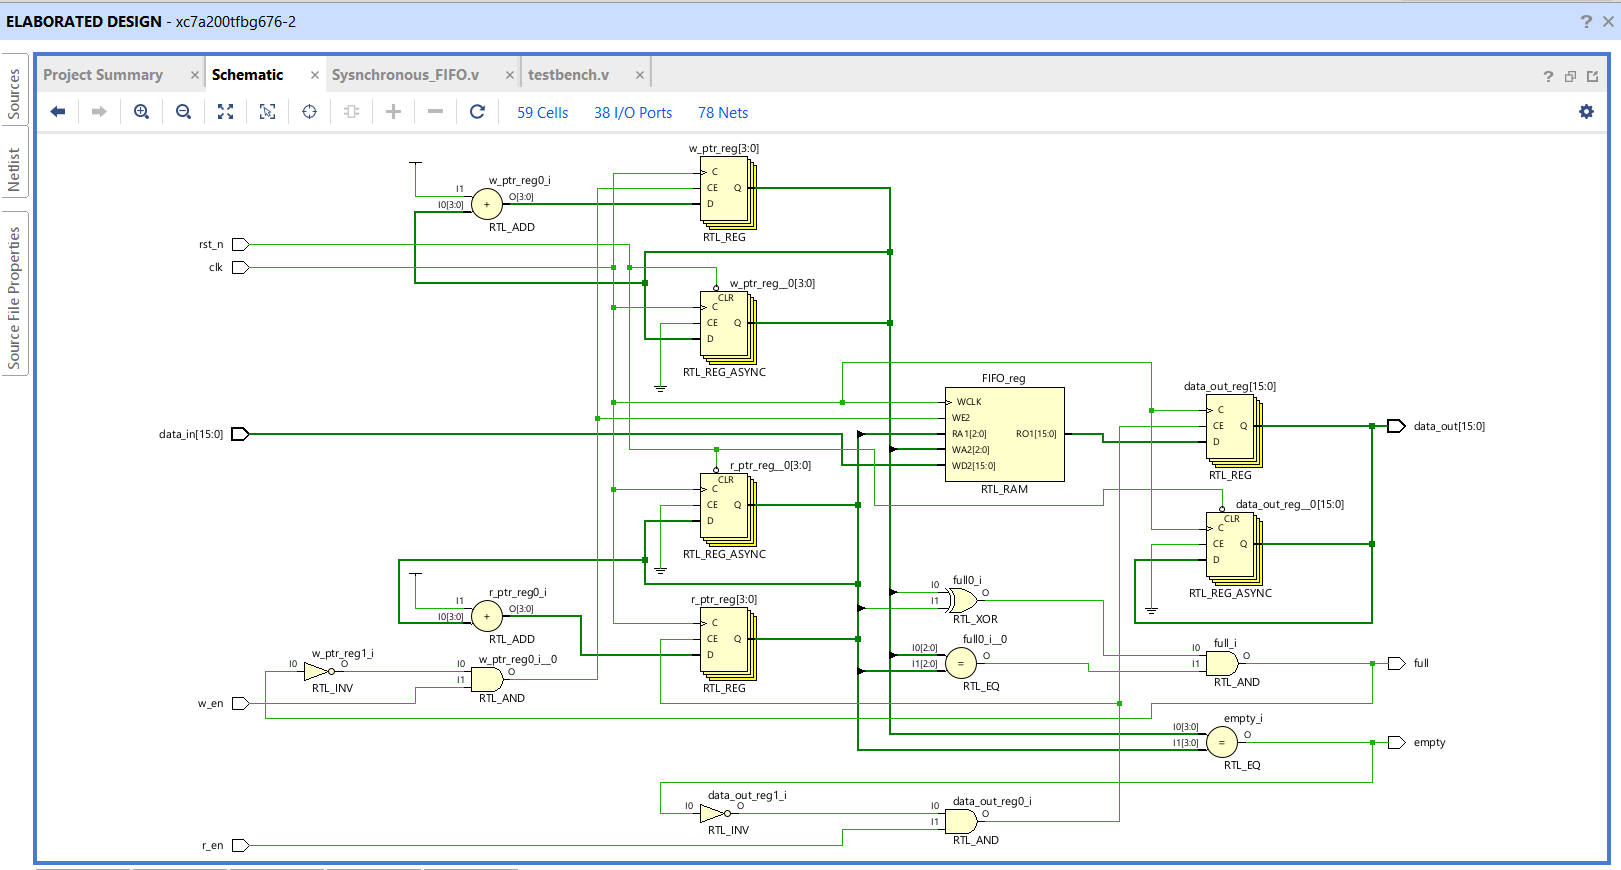 ELABORATED DESIGN - xc7a200tfbg676-2
? ×
Sources
Netlist
Source File Properties
Project Summary ×
Schematic ×
Sysnchronous_FIFO.v ×
testbench.v ×
?
59 Cells
38 I/O Ports
78 Nets
w_ptr_reg[3:0]
C
CE Q
D
RTL_REG
w_ptr_reg0_i
I1
I0[3:0]
+
O[3:0]
RTL_ADD
rst_n
clk
w_ptr_reg__0[3:0]
CLR
C
CE Q
D
RTL_REG_ASYNC
FIFO_reg
WCLK
WE2
RA1[2:0] RO1[15:0]
WA2[2:0]
WD2[15:0]
RTL_RAM
data_out_reg[15:0]
C
CE Q
D
RTL_REG
data_out[15:0]
data_in[15:0]
r_ptr_reg__0[3:0]
CLR
C
CE Q
D
RTL_REG_ASYNC
data_out_reg__0[15:0]
CLR
C
CE Q
D
RTL_REG_ASYNC
r_ptr_reg0_i
I1
I0[3:0]
+
O[3:0]
RTL_ADD
r_ptr_reg[3:0]
C
CE Q
D
RTL_REG
full0_i
I0
I1
O
RTL_XOR
full0_i__0
I0[2:0]
I1[2:0]
=
O
RTL_EQ
full_i
I0
I1
O
RTL_AND
full
w_ptr_reg1_i
I0
O
RTL_INV
w_ptr_reg0_i__0
I0
I1
O
RTL_AND
w_en
empty_i
I0[3:0]
I1[3:0]
=
O
RTL_EQ
empty
data_out_reg1_i
I0
O
RTL_INV
data_out_reg0_i
I0
I1
O
RTL_AND
r_en